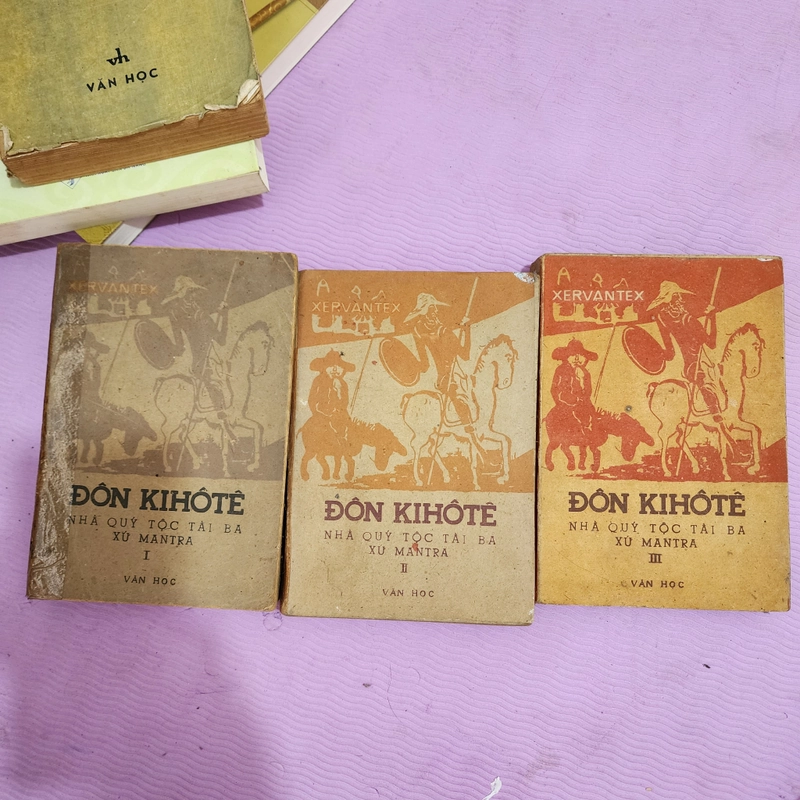 vh
VĂN HỌC
XERVANTEX
ĐÔN KIHÔTÊ
NHÀ QUÝ TỘC TÀI BA
XỨ MANTRA
I
VĂN HỌC
XERVANTEX
ĐÔN KIHÔTÊ
NHÀ QUÝ TỘC TÀI BA
XỨ MANTRA
II
VĂN HỌC
XERVANTEX
ĐÔN KIHÔTÊ
NHÀ QUÝ TỘC TÀI BA
XỨ MANTRA
III
VĂN HỌC